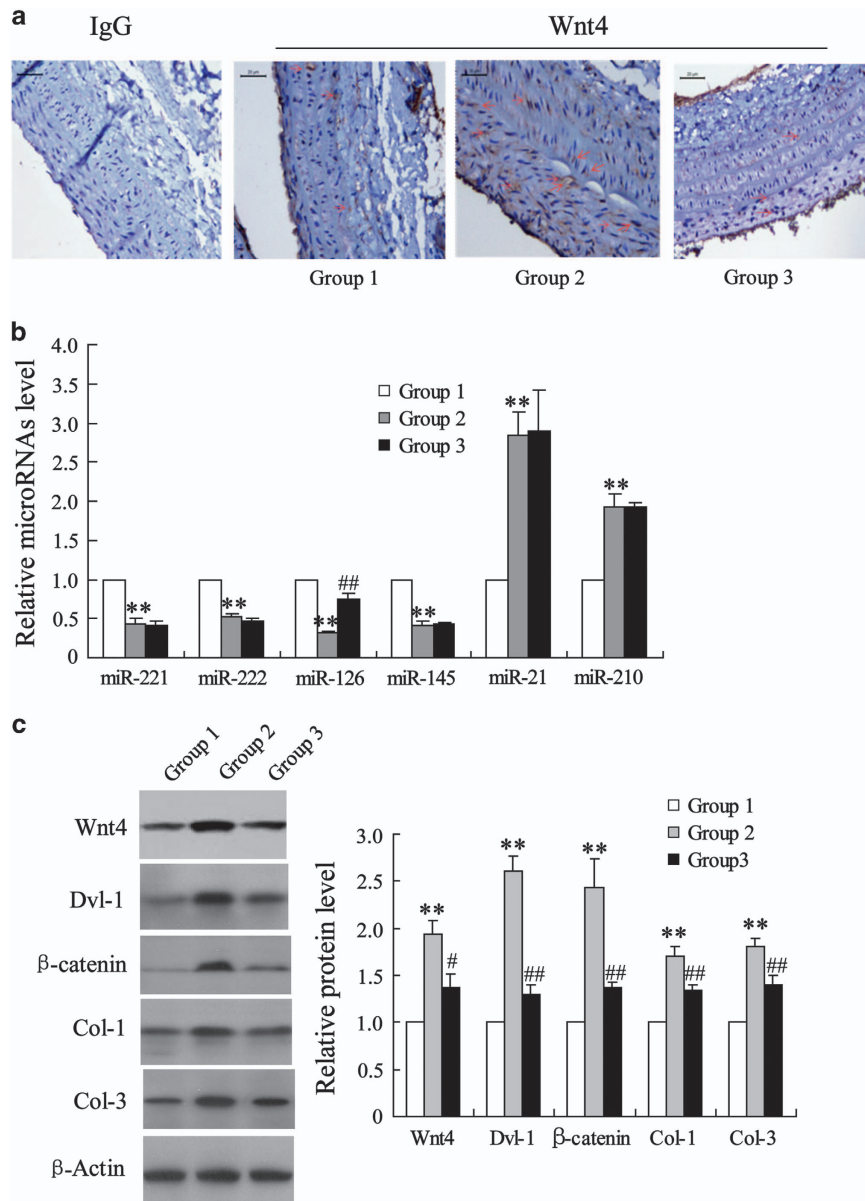 a
IgG
Wnt4
20 μm
20 μm
Group 1
Group 2
Group 3
b
Relative microRNAs level
4.0
3.5
3.0
2.5
2.0
1.5
1.0
0.5
0
Group 1
Group 2
Group 3
**
**
**
##
**
**
**
miR-221
miR-222
miR-126
miR-145
miR-21
miR-210
c
Group 1
Group 2
Group 3
Wnt4
Dvl-1
β-catenin
Col-1
Col-3
β-Actin
Relative protein level
3.0
2.5
2.0
1.5
1.0
0.5
0
Group 1
Group 2
Group3
**
#
**
##
**
##
**
##
**
##
Wnt4
Dvl-1
β-catenin
Col-1
Col-3